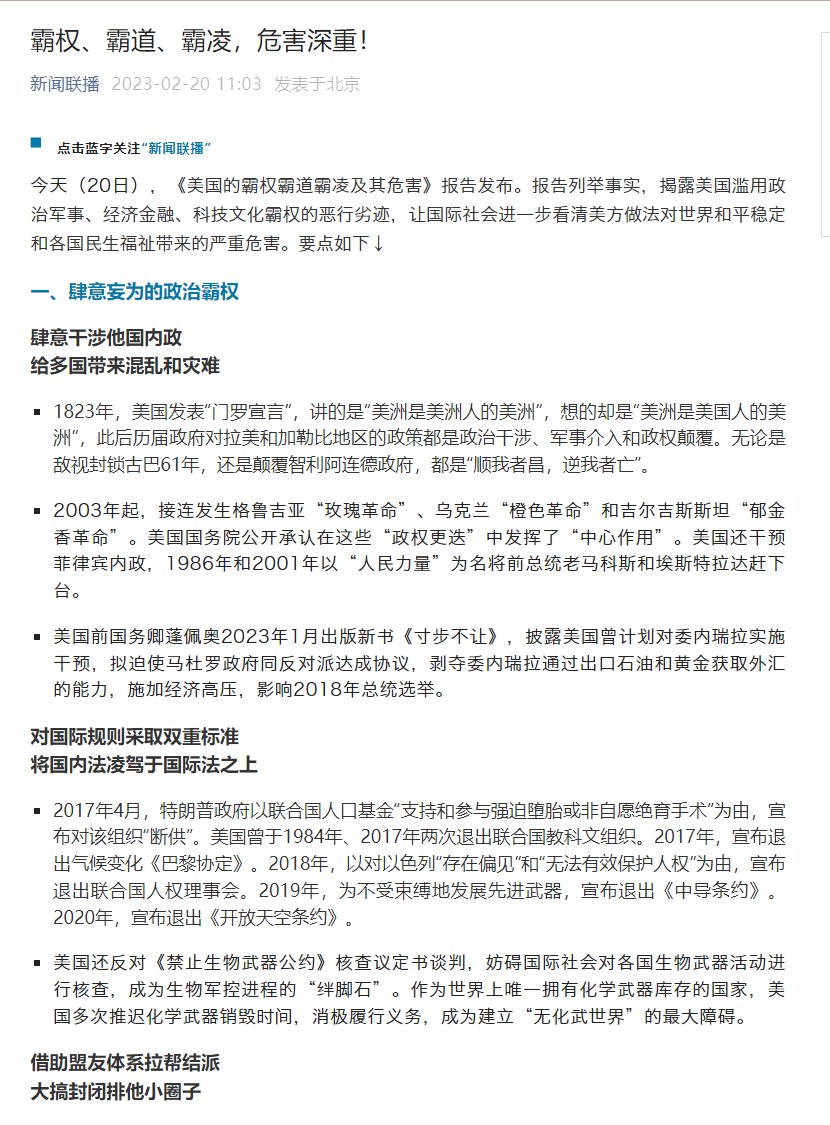 霸权、霸道、霸凌，危害深重！
新闻联播 2023-02-20 11:03 发表于北京
点击蓝字关注“新闻联播”
今天（20日），《美国的霸权霸道霸凌及其危害》报告发布。报告列举事实，揭露美国滥用政
治军事、经济金融、科技文化霸权的恶行劣迹，让国际社会进一步看清美方做法对世界和平稳定
和各国民生福祉带来的严重危害。要点如下↓
一、肆意妄为的政治霸权
肆意干涉他国内政
给多国带来混乱和灾难
▪ 1823年，美国发表“门罗宣言”，讲的是“美洲是美洲人的美洲”，想的却是“美洲是美国人的美
洲”，此后历届政府对拉美和加勒比地区的政策都是政治干涉、军事介入和政权颠覆。无论是
敌视封锁古巴61年，还是颠覆智利阿连德政府，都是“顺我者昌，逆我者亡”。
▪ 2003年起，接连发生格鲁吉亚“玫瑰革命”、乌克兰“橙色革命”和吉尔吉斯斯坦“郁金
香革命”。美国国务院公开承认在这些“政权更迭”中发挥了“中心作用”。美国还干预
菲律宾内政，1986年和2001年以“人民力量”为名将前总统老马科斯和埃斯特拉达赶下
台。
▪ 美国前国务卿蓬佩奥2023年1月出版新书《寸步不让》，披露美国曾计划对委内瑞拉实施
干预，拟迫使马杜罗政府同反对派达成协议，剥夺委内瑞拉通过出口石油和黄金获取外汇
的能力，施加经济高压，影响2018年总统选举。
对国际规则采取双重标准
将国内法凌驾于国际法之上
▪ 2017年4月，特朗普政府以联合国人口基金“支持和参与强迫堕胎或非自愿绝育手术”为由，宣
布对该组织“断供”。美国曾于1984年、2017年两次退出联合国教科文组织。2017年，宣布退
出气候变化《巴黎协定》。2018年，以对以色列“存在偏见”和“无法有效保护人权”为由，宣布
退出联合国人权理事会。2019年，为不受束缚地发展先进武器，宣布退出《中导条约》。
2020年，宣布退出《开放天空条约》。
▪ 美国还反对《禁止生物武器公约》核查议定书谈判，妨碍国际社会对各国生物武器活动进
行核查，成为生物军控进程的“绊脚石”。作为世界上唯一拥有化学武器库存的国家，美
国多次推迟化学武器销毁时间，消极履行义务，成为建立“无化武世界”的最大障碍。
借助盟友体系拉帮结派
大搞封闭排他小圈子